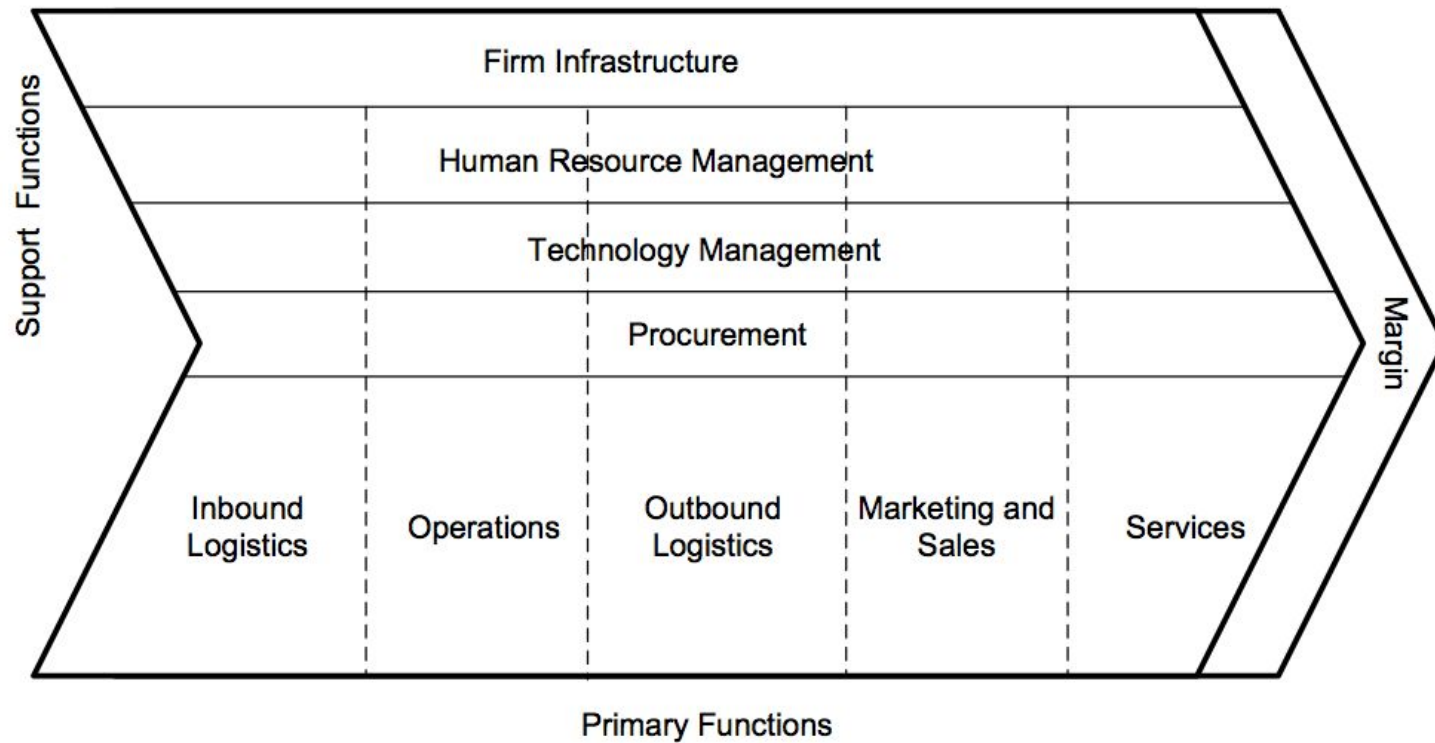 Support Functions
Firm Infrastructure
Human Resource Management
Technology Management
Procurement
Margin
Inbound
Logistics
Operations
Outbound
Logistics
Marketing and
Sales
Services
Primary Functions